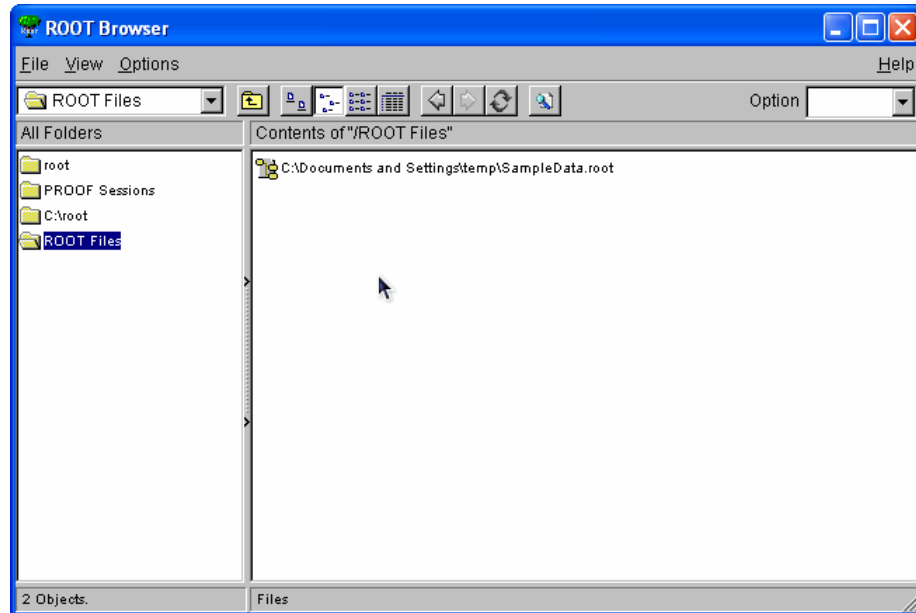 ROOT Browser
File View Options Help
ROOT Files Option
All Folders Contents of "/ROOT Files"
root C:\Documents and Settings\temp\SampleData.root
PROOF Sessions
C:\root
ROOT Files
2 Objects. Files